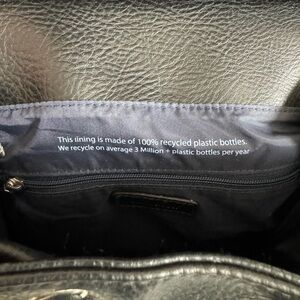 This lining is made of 100% recycled plastic bottles.
We recycle on average 3 Million + plastic bottles per year